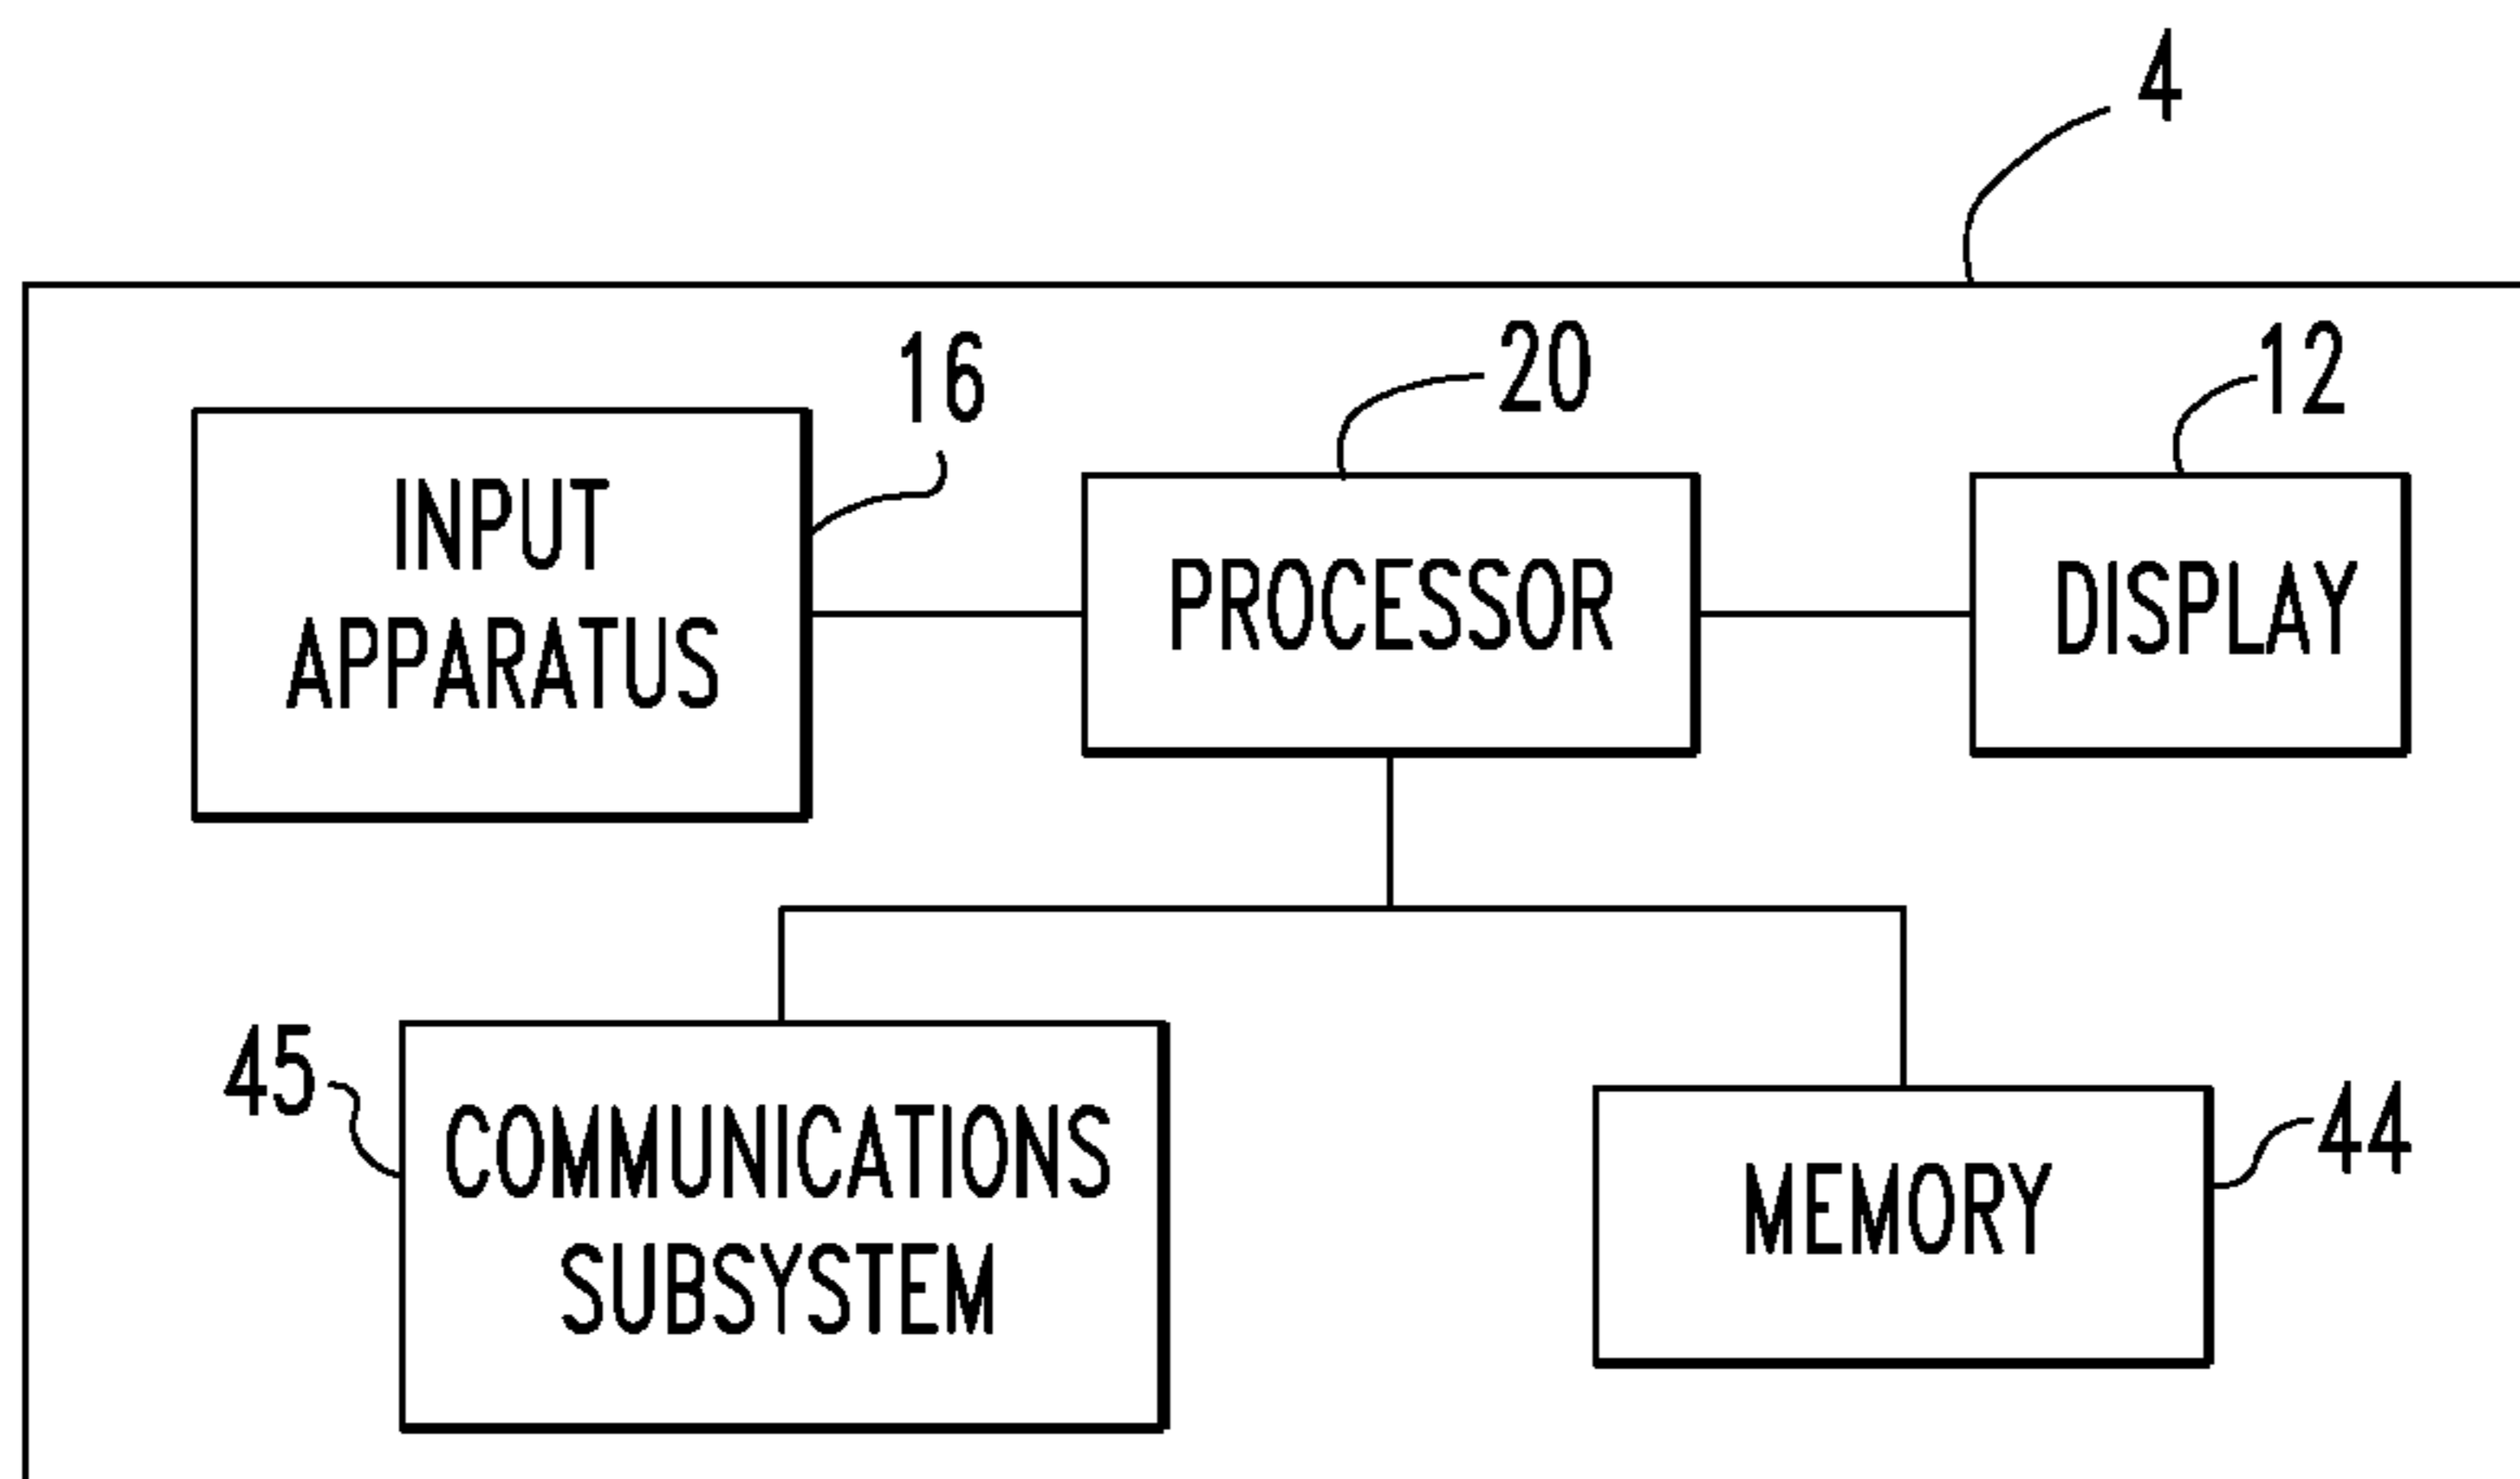 4
16
20
12
INPUT
APPARATUS
PROCESSOR
DISPLAY
45
COMMUNICATIONS
SUBSYSTEM
44
MEMORY